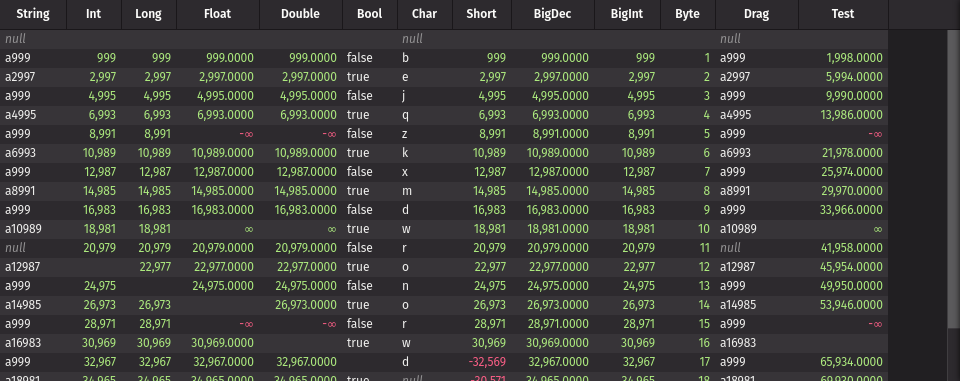 String Int Long Float Double Bool Char Short BigDec BigInt Byte Drag Test
null null null
a999 999 999 999.0000 999.0000 false b 999 999.0000 999 1 a999 1,998.0000
a2997 2,997 2,997 2,997.0000 2,997.0000 true e 2,997 2,997.0000 2,997 2 a2997 5,994.0000
a999 4,995 4,995 4,995.0000 4,995.0000 false j 4,995 4,995.0000 4,995 3 a999 9,990.0000
a4995 6,993 6,993 6,993.0000 6,993.0000 true q 6,993 6,993.0000 6,993 4 a4995 13,986.0000
a999 8,991 8,991 -∞ -∞ false z 8,991 8,991.0000 8,991 5 a999 -∞
a6993 10,989 10,989 10,989.0000 10,989.0000 true k 10,989 10,989.0000 10,989 6 a6993 21,978.0000
a999 12,987 12,987 12,987.0000 12,987.0000 false x 12,987 12,987.0000 12,987 7 a999 25,974.0000
a8991 14,985 14,985 14,985.0000 14,985.0000 true m 14,985 14,985.0000 14,985 8 a8991 29,970.0000
a999 16,983 16,983 16,983.0000 16,983.0000 false d 16,983 16,983.0000 16,983 9 a999 33,966.0000
a10989 18,981 18,981 ∞ ∞ true w 18,981 18,981.0000 18,981 10 a10989 ∞
null 20,979 20,979 20,979.0000 20,979.0000 false r 20,979 20,979.0000 20,979 11 null 41,958.0000
a12987 22,977 22,977.0000 22,977.0000 true o 22,977 22,977.0000 22,977 12 a12987 45,954.0000
a999 24,975 24,975.0000 24,975.0000 false n 24,975 24,975.0000 24,975 13 a999 49,950.0000
a14985 26,973 26,973 26,973.0000 true o 26,973 26,973.0000 26,973 14 a14985 53,946.0000
a999 28,971 28,971 -∞ -∞ false r 28,971 28,971.0000 28,971 15 a999 -∞
a16983 30,969 30,969 30,969.0000 true w 30,969 30,969.0000 30,969 16 a16983
a999 32,967 32,967 32,967.0000 32,967.0000 d -32,569 32,967.0000 32,967 17 a999 65,934.0000
a18981 34,965 34,965 34,965.0000 34,965.0000 true null -30,571 34,965.0000 34,965 18 a18981 69,930.0000